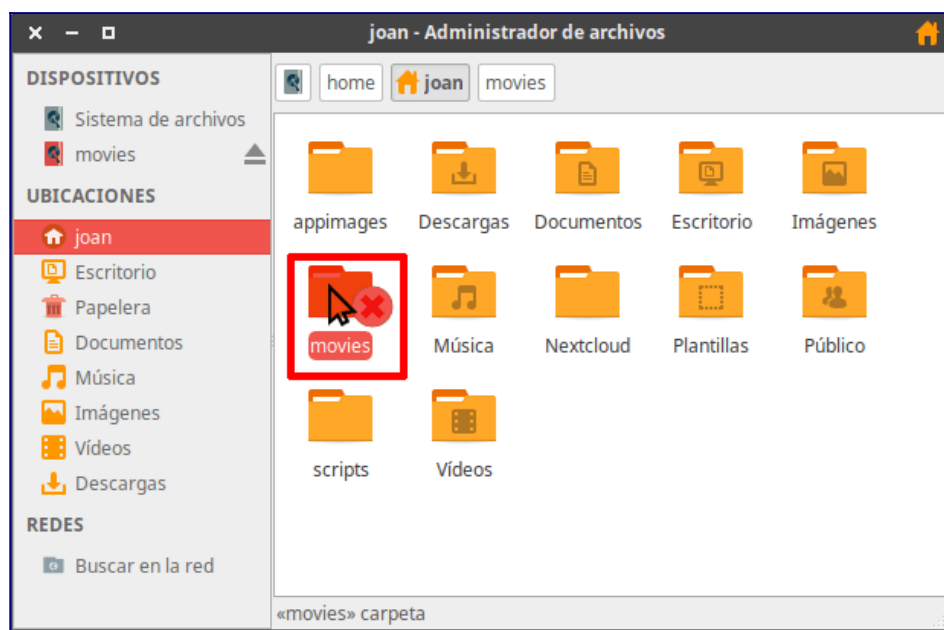 joan - Administrador de archivos
DISPOSITIVOS
Sistema de archivos
movies
UBICACIONES
joan
Escritorio
Papelera
Documentos
Música
Imágenes
Vídeos
Descargas
REDES
Buscar en la red
home joan movies
appimages Descargas Documentos Escritorio Imágenes
movies Música Nextcloud Plantillas Público
scripts Vídeos
«movies» carpeta